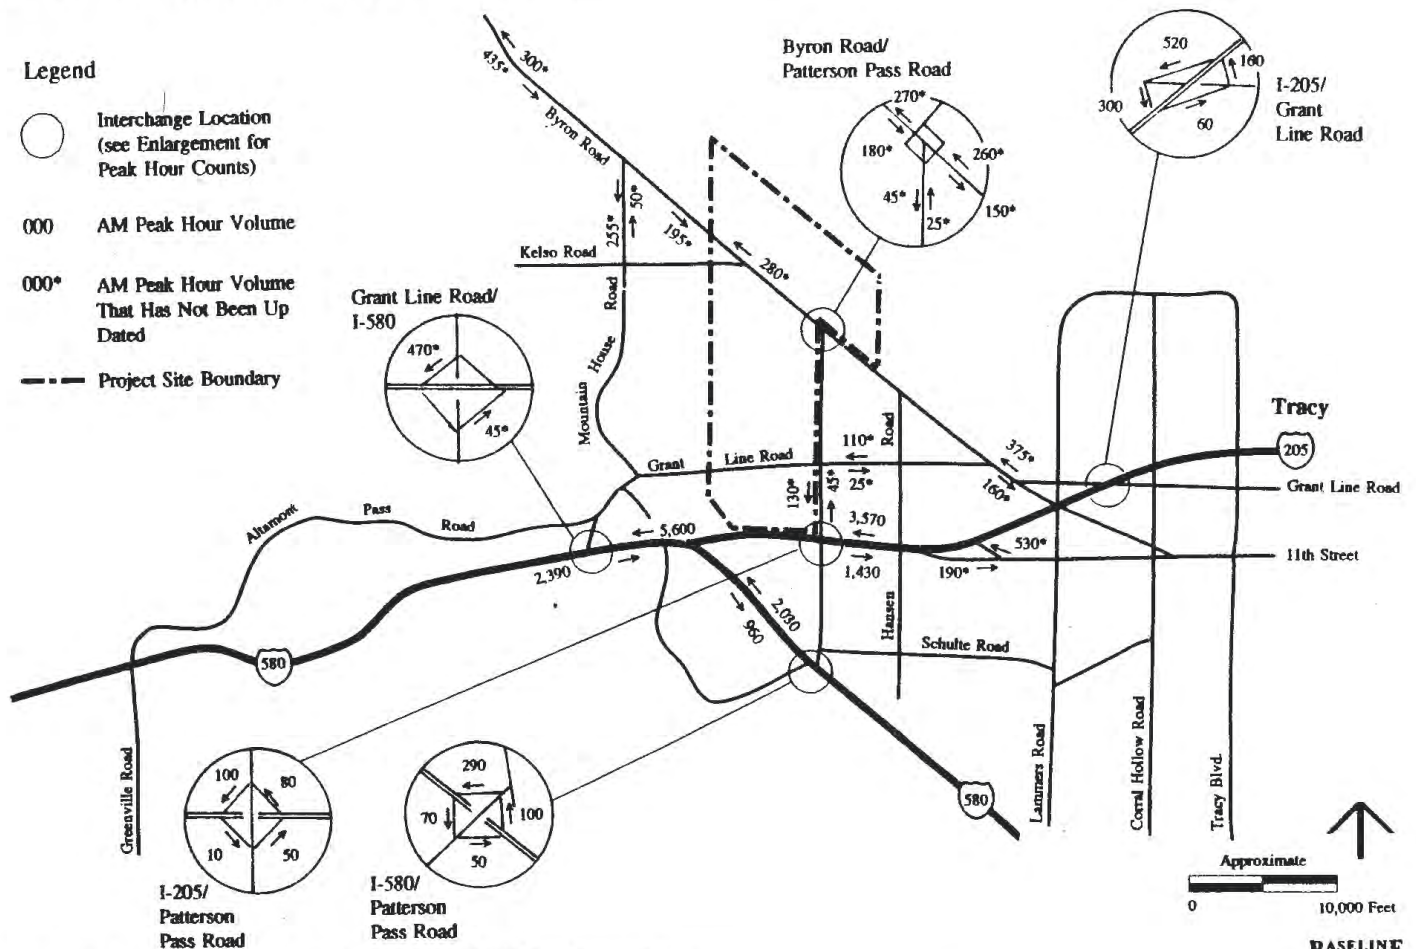 Legend
Interchange Location
(see Enlargement for
Peak Hour Counts)
000 AM Peak Hour Volume
000* AM Peak Hour Volume
That Has Not Been Up
Dated
Project Site Boundary
435*
300*
Byron Road
Byron Road/
Patterson Pass Road
270*
180*
260*
45*
25*
150*
520
160
300
60
I-205/
Grant
Line Road
255*
50*
195*
280*
Kelso Road
Mountain House Road
Grant Line Road/
I-580
470*
45*
Tracy
205
Grant Line Road
110*
25*
375*
160*
130*
45*
Grant Line Road
Altamont Pass Road
5,600
2,390
3,570
1,430
530*
190*
11th Street
2,030
960
Hansen Road
Schulte Road
580
580
Greenville Road
Lammers Road
Corral Hollow Road
Tracy Blvd.
100
80
10
50
I-205/
Patterson
Pass Road
290
70
100
50
I-580/
Patterson
Pass Road
Approximate
0 10,000 Feet
BASELINE